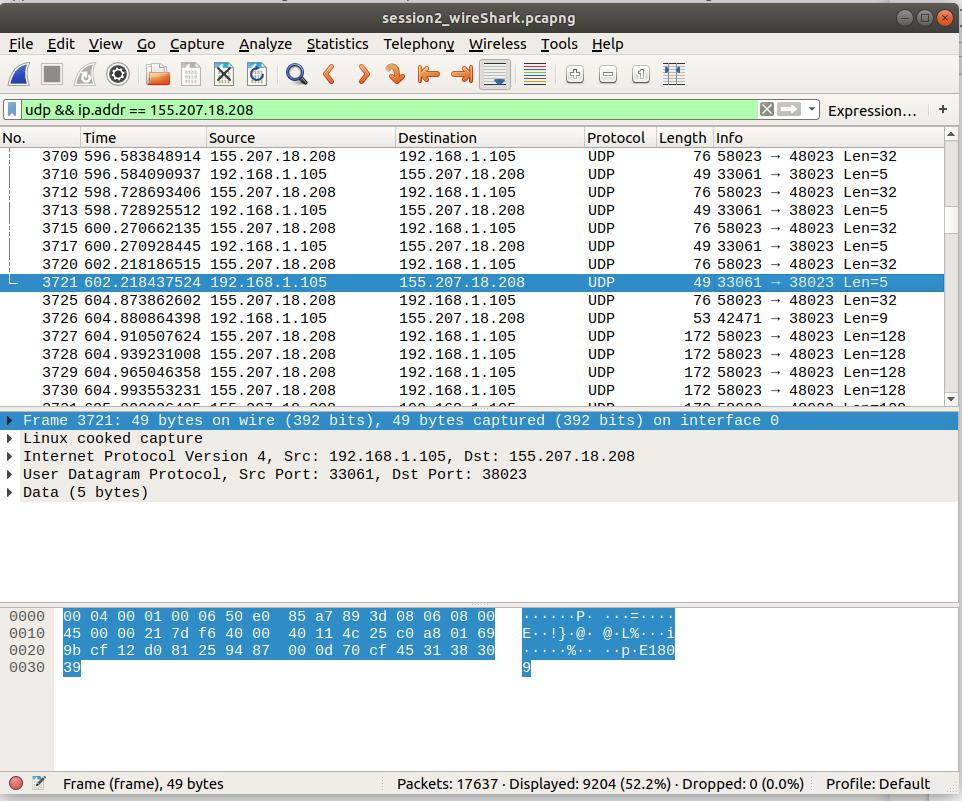 session2_wireShark.pcapng
File Edit View Go Capture Analyze Statistics Telephony Wireless Tools Help
udp && ip.addr == 155.207.18.208 Expression… +
No. Time Source Destination Protocol Length Info
3709 596.583848914 155.207.18.208 192.168.1.105 UDP 76 58023 → 48023 Len=32
3710 596.584090937 192.168.1.105 155.207.18.208 UDP 49 33061 → 38023 Len=5
3712 598.728693406 155.207.18.208 192.168.1.105 UDP 76 58023 → 48023 Len=32
3713 598.728925512 192.168.1.105 155.207.18.208 UDP 49 33061 → 38023 Len=5
3715 600.270662135 155.207.18.208 192.168.1.105 UDP 76 58023 → 48023 Len=32
3717 600.270928445 192.168.1.105 155.207.18.208 UDP 49 33061 → 38023 Len=5
3720 602.218186515 155.207.18.208 192.168.1.105 UDP 76 58023 → 48023 Len=32
3721 602.218437524 192.168.1.105 155.207.18.208 UDP 49 33061 → 38023 Len=5
3725 604.873862602 155.207.18.208 192.168.1.105 UDP 76 58023 → 48023 Len=32
3726 604.880864398 192.168.1.105 155.207.18.208 UDP 53 42471 → 38023 Len=9
3727 604.910507624 155.207.18.208 192.168.1.105 UDP 172 58023 → 48023 Len=128
3728 604.939231008 155.207.18.208 192.168.1.105 UDP 172 58023 → 48023 Len=128
3729 604.965046358 155.207.18.208 192.168.1.105 UDP 172 58023 → 48023 Len=128
3730 604.993553231 155.207.18.208 192.168.1.105 UDP 172 58023 → 48023 Len=128
Frame 3721: 49 bytes on wire (392 bits), 49 bytes captured (392 bits) on interface 0
Linux cooked capture
Internet Protocol Version 4, Src: 192.168.1.105, Dst: 155.207.18.208
User Datagram Protocol, Src Port: 33061, Dst Port: 38023
Data (5 bytes)
0000 00 04 00 01 00 06 50 e0 85 a7 89 3d 08 06 08 00 ······P· ···=····
0010 45 00 00 21 7d f6 40 00 40 11 4c 25 c0 a8 01 69 E··!}·@· @·L%···i
0020 9b cf 12 d0 81 25 94 87 00 0d 70 cf 45 31 38 30 ·····%·· ··p·E180
0030 39 9
Frame (frame), 49 bytes Packets: 17637 · Displayed: 9204 (52.2%) · Dropped: 0 (0.0%) Profile: Default